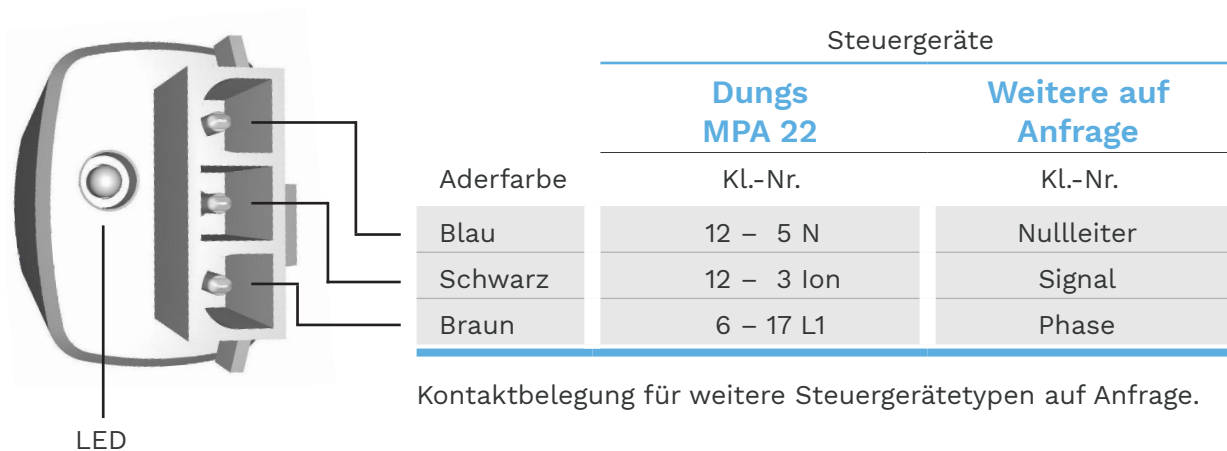 Steuergeräte
Dungs Weitere auf
MPA 22 Anfrage
Aderfarbe Kl.-Nr. Kl.-Nr.
Blau 12 – 5 N Nullleiter
Schwarz 12 – 3 Ion Signal
Braun 6 – 17 L1 Phase
Kontaktbelegung für weitere Steuergerätetypen auf Anfrage.
LED